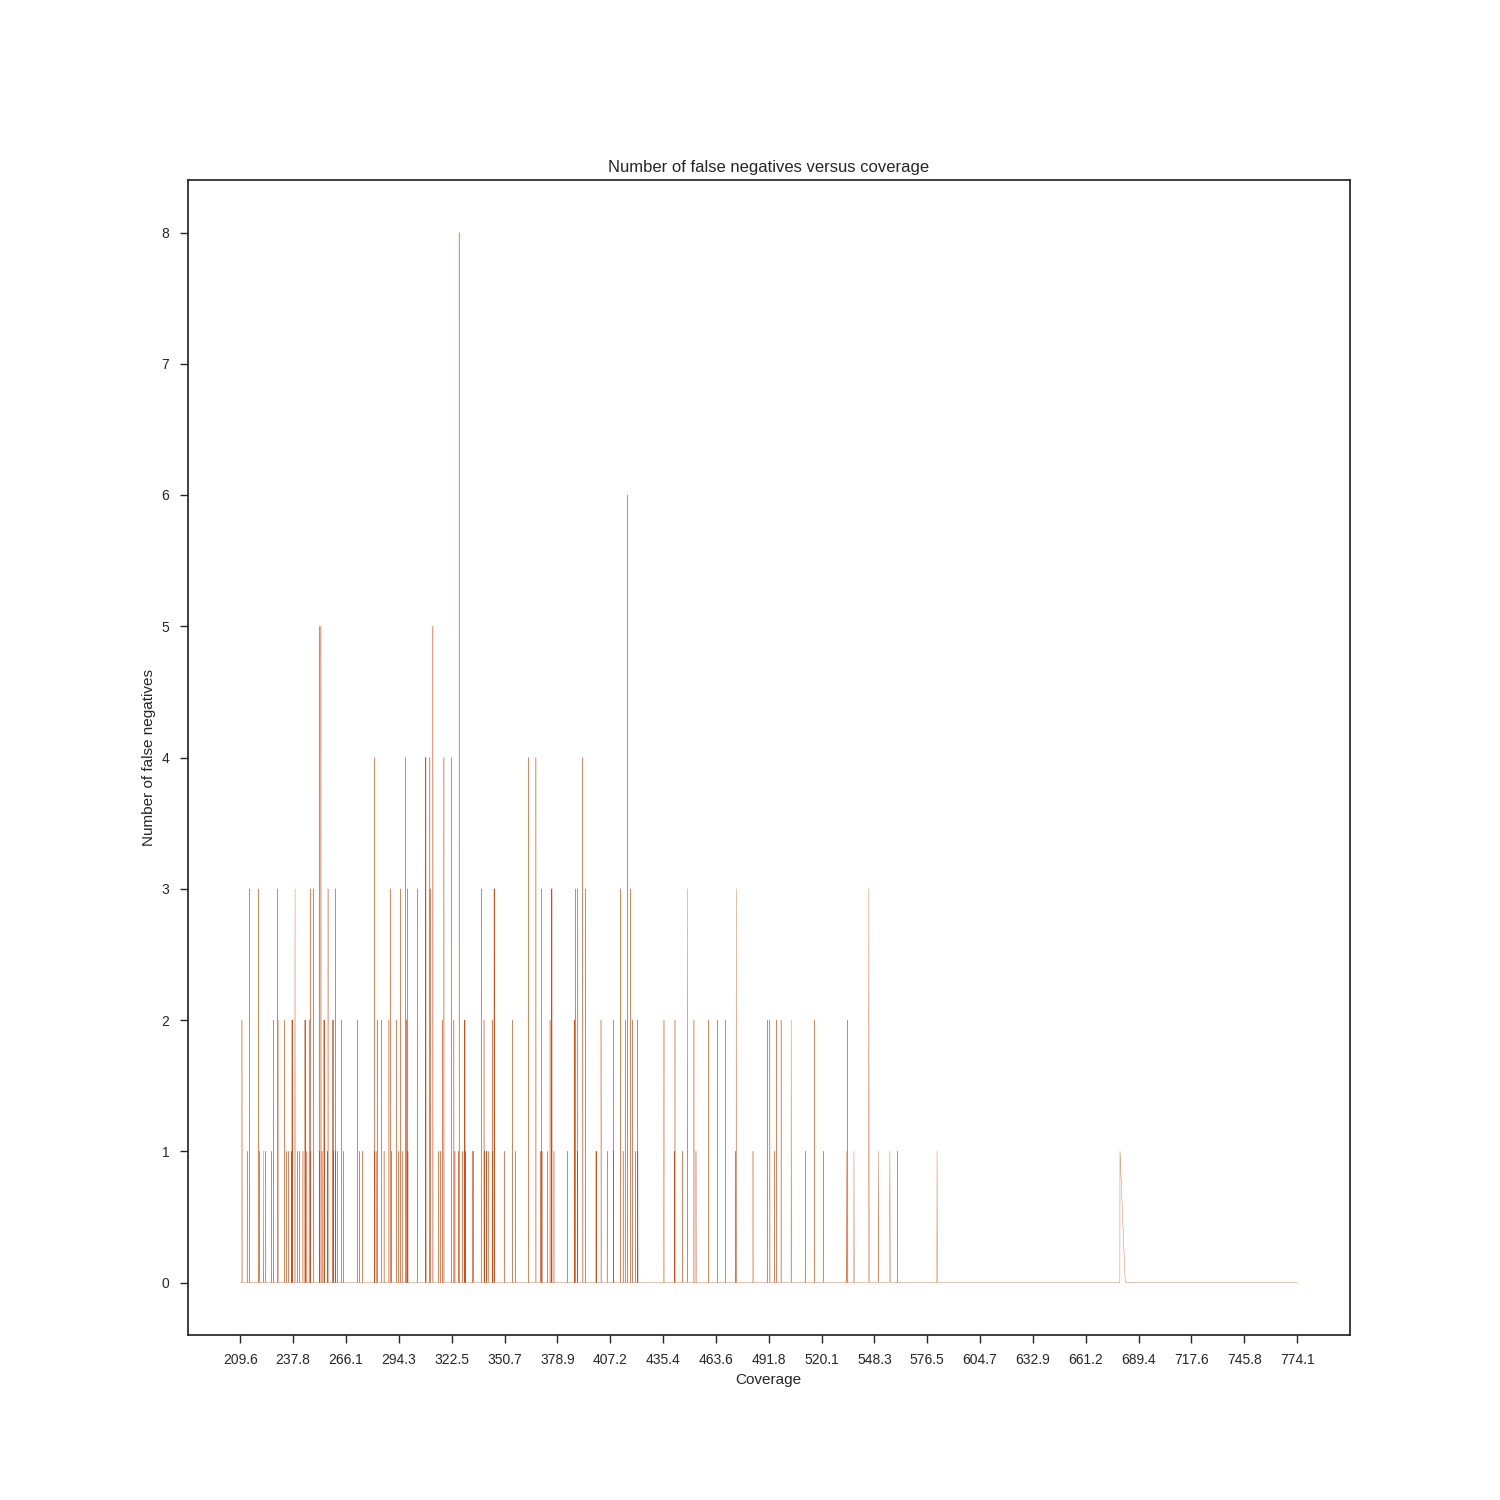 Number of false negatives versus coverage
8
7
6
5
4
3
2
1
0
Number of false negatives
209.6 237.8 266.1 294.3 322.5 350.7 378.9 407.2 435.4 463.6 491.8 520.1 548.3 576.5 604.7 632.9 661.2 689.4 717.6 745.8 774.1
Coverage